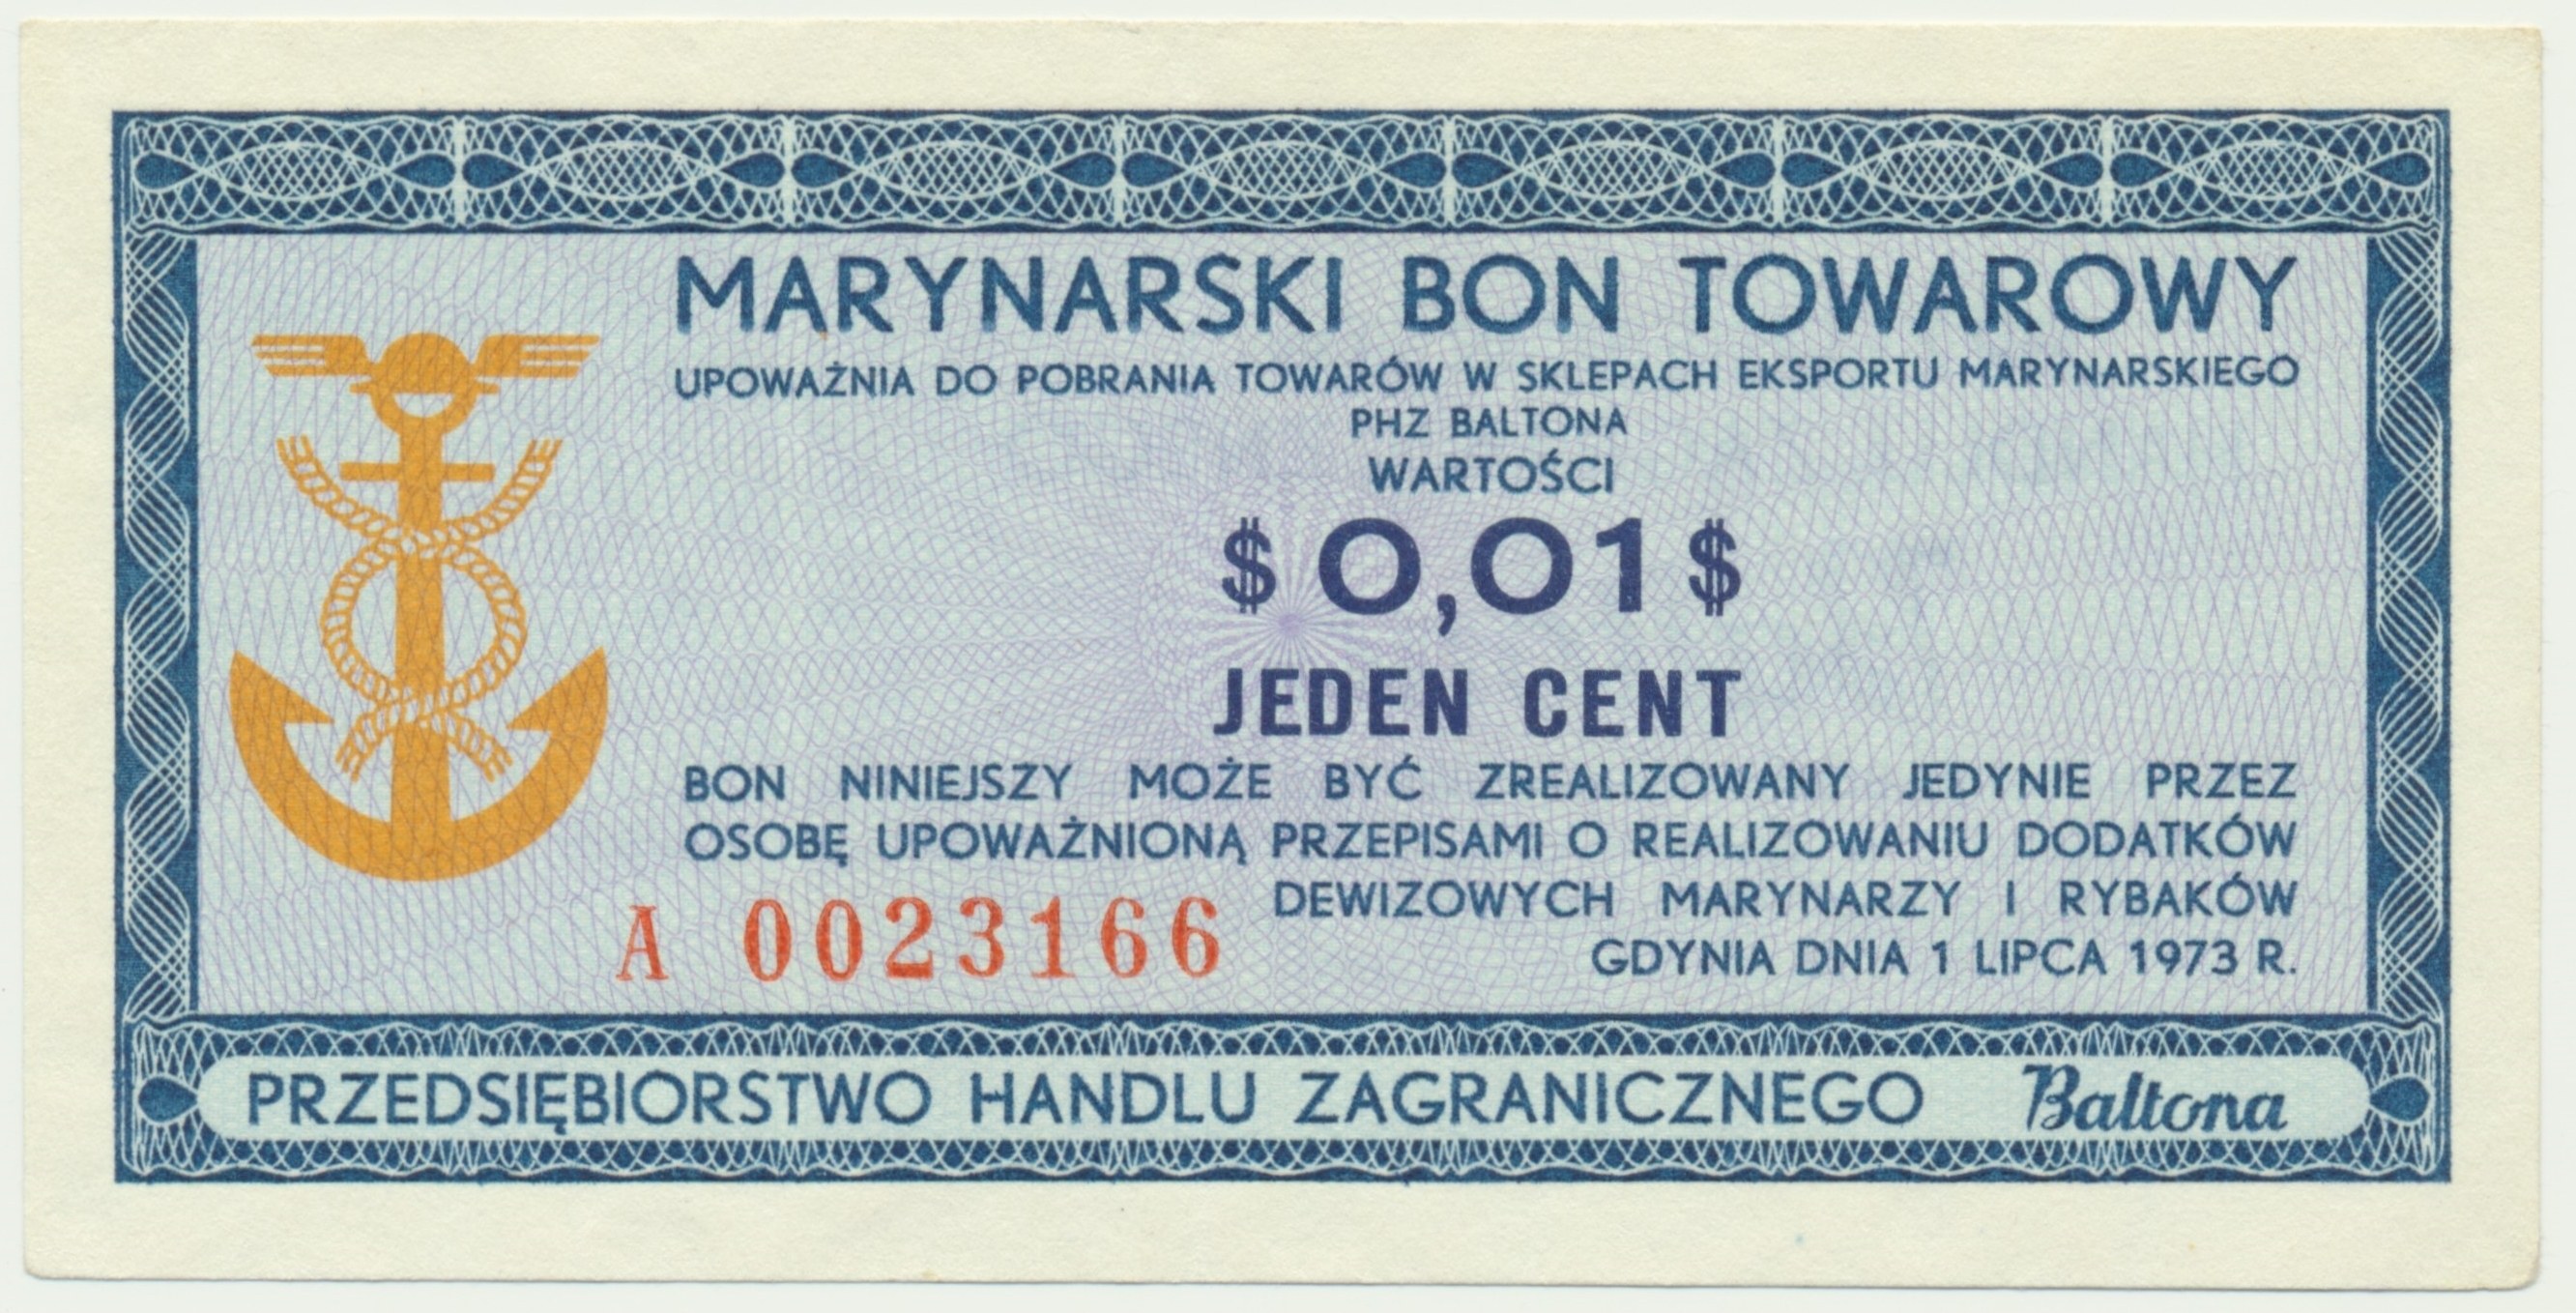 MARYNARSKI BON TOWAROWY
UPOWAŻNIA DO POBRANIA TOWARÓW W SKLEPACH EKSPORTU MARYNARSKIEGO
PHZ BALTONA
WARTOŚCI
$ 0,01 $
JEDEN CENT
BON NINIEJSZY MOŻE BYĆ ZREALIZOWANY JEDYNIE PRZEZ
OSOBĘ UPOWAŻNIONĄ PRZEPISAMI O REALIZOWANIU DODATKÓW
DEWIZOWYCH MARYNARZY I RYBAKÓW
A 0023166
GDYNIA DNIA 1 LIPCA 1973 R.
PRZEDSIĘBIORSTWO HANDLU ZAGRANICZNEGO Baltona